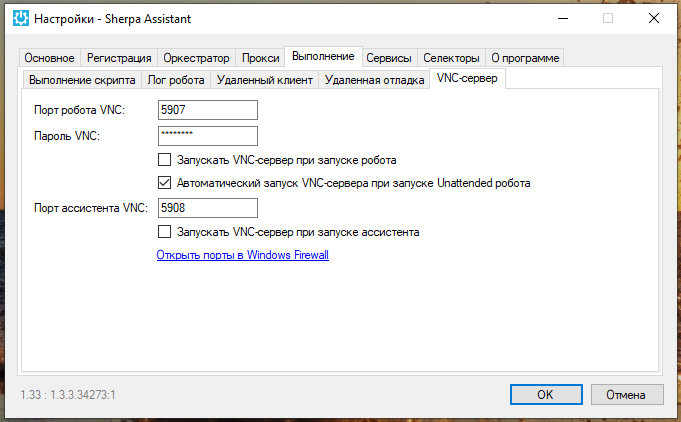 Настройки - Sherpa Assistant
Основное Регистрация Оркестратор Прокси Выполнение Сервисы Селекторы О программе
Выполнение скрипта Лог робота Удаленный клиент Удаленная отладка VNC-сервер
Порт робота VNC: 5907
Пароль VNC: ********
Запускать VNC-сервер при запуске робота
Автоматический запуск VNC-сервера при запуске Unattended робота
Порт ассистента VNC: 5908
Запускать VNC-сервер при запуске ассистента
Открыть порты в Windows Firewall
1.33 : 1.3.3.34273:1 OK Отмена